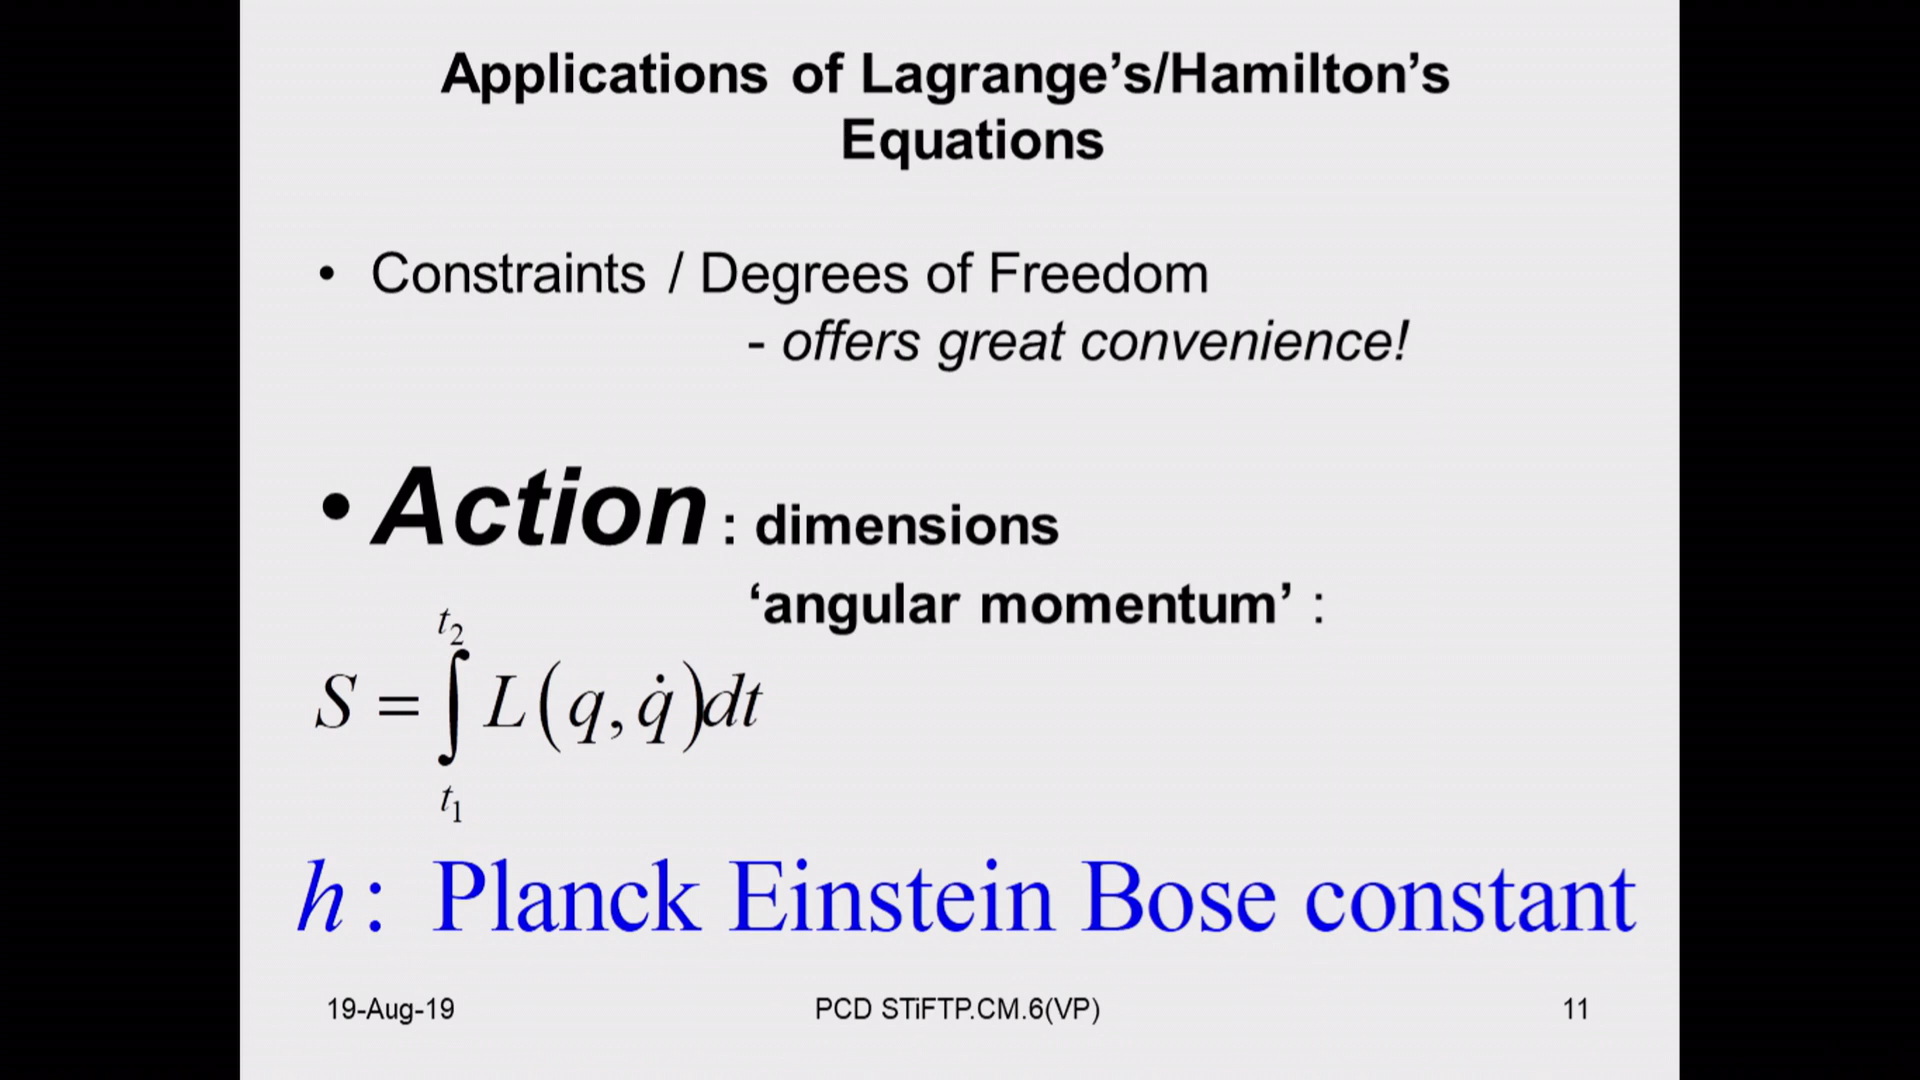 Applications of Lagrange’s/Hamilton’s
Equations
• Constraints / Degrees of Freedom
- offers great convenience!
• Action : dimensions
‘angular momentum’ :
S = ∫_{t₁}^{t₂} L(q, q̇)dt
h : Planck Einstein Bose constant
19-Aug-19 PCD STiFTP.CM.6(VP) 11